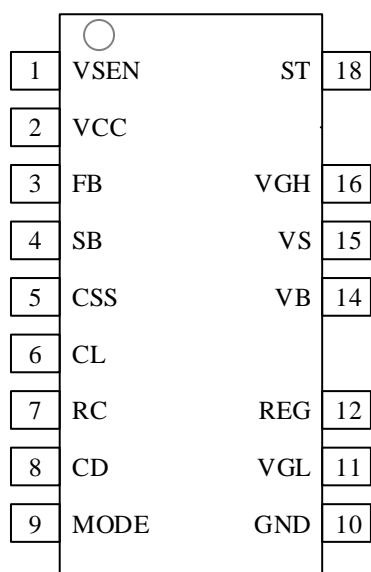 1 VSEN ST 18
2 VCC
3 FB VGH 16
4 SB VS 15
5 CSS VB 14
6 CL
7 RC REG 12
8 CD VGL 11
9 MODE GND 10